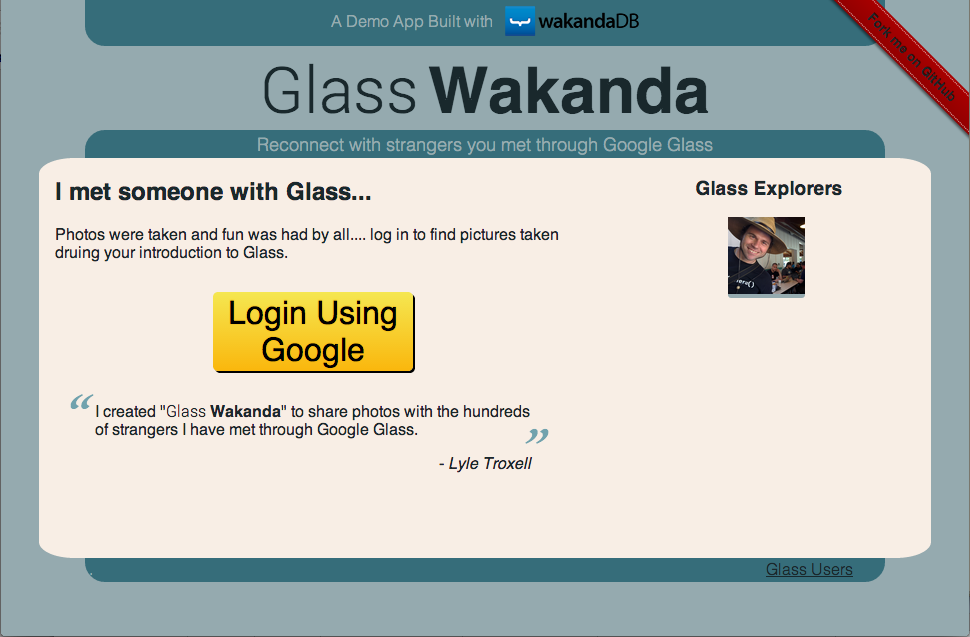 A Demo App Built with wakandaDB
Fork me on GitHub
Glass Wakanda
Reconnect with strangers you met through Google Glass
I met someone with Glass...
Glass Explorers
Photos were taken and fun was had by all.... log in to find pictures taken
druing your introduction to Glass.
Login Using
Google
“ I created "Glass Wakanda" to share photos with the hundreds
of strangers I have met through Google Glass. ”
- Lyle Troxell
Glass Users